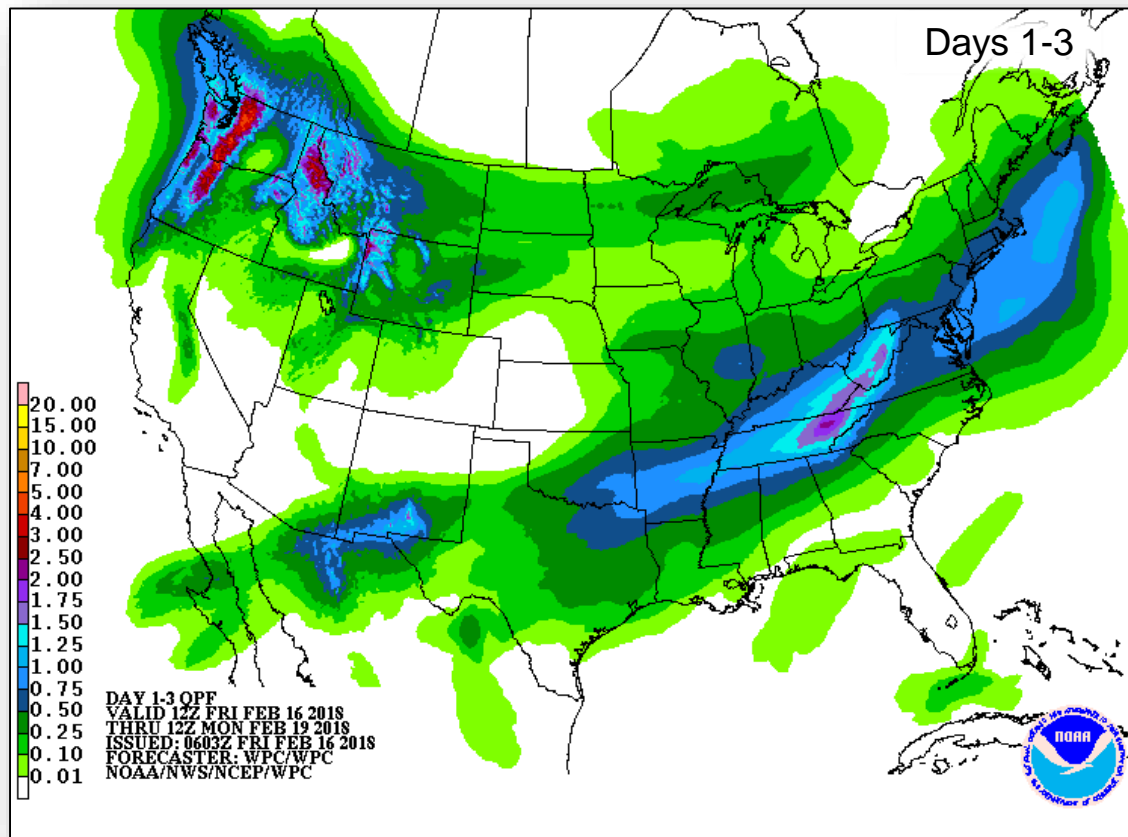 Days 1-3
20.00
15.00
10.00
7.00
5.00
4.00
3.00
2.50
2.00
1.75
1.50
1.25
1.00
0.75
0.50
0.25
0.10
0.01
DAY 1-3 QPF
VALID 12Z FRI FEB 16 2018
THRU 12Z MON FEB 19 2018
ISSUED: 0603Z FRI FEB 16 2018
FORECASTER: WPC/WPC
NOAA/NWS/NCEP/WPC
NOAA